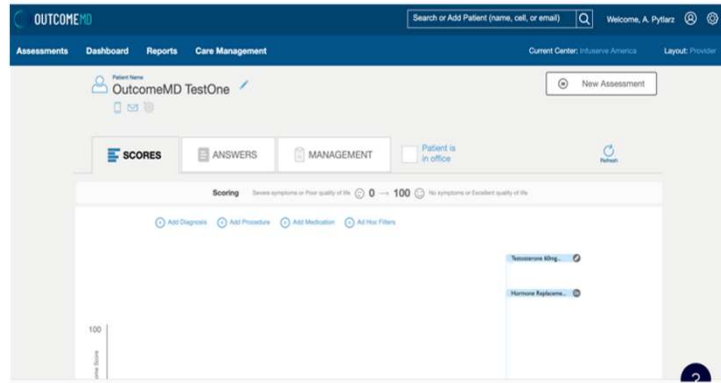 OUTCOMEMD
Search or Add Patient (name, cell, or email)
Welcome, A. Pytlarz
Assessments Dashboard Reports Care Management
Current Center: Infuserve America Layout: Provider
Patient Name
OutcomeMD TestOne
New Assessment
SCORES ANSWERS MANAGEMENT
Patient is
in office
Refresh
Scoring Severe symptoms or Poor quality of life 0 → 100 No symptoms or Excellent quality of life
Add Diagnosis Add Procedure Add Medication Ad Hoc Filters
Testosterone 60mg...
Hormone Replaceme...
100
me Score
?